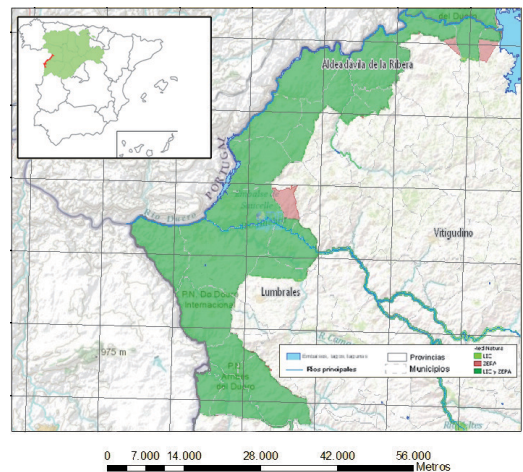 del Duero
Aldeadávila de la Ribera
PORTUGAL
Río Duero
Vitigudino
P.N. Do Douro
Internacional
Lumbrales
975 m
P.N.
Arribes
del Duero
Provincias
Municipios
Ríos principales
Red Natura
LIC
ZEPA
LIC y ZEPA
0 7.000 14.000 28.000 42.000 56.000
Metros